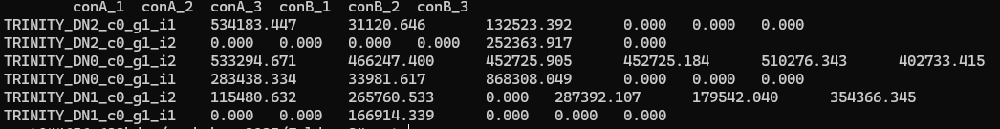 conA_1 conA_2 conA_3 conB_1 conB_2 conB_3
TRINITY_DN2_c0_g1_i1 534183.447 31120.646 132523.392 0.000 0.000 0.000
TRINITY_DN2_c0_g1_i2 0.000 0.000 0.000 0.000 252363.917 0.000
TRINITY_DN0_c0_g1_i2 533294.671 466247.400 452725.905 452725.184 510276.343 402733.415
TRINITY_DN0_c0_g1_i1 283438.334 33981.617 868308.049 0.000 0.000 0.000
TRINITY_DN1_c0_g1_i2 115480.632 265760.533 0.000 287392.107 179542.040 354366.345
TRINITY_DN1_c0_g1_i1 0.000 0.000 166914.339 0.000 0.000 0.000